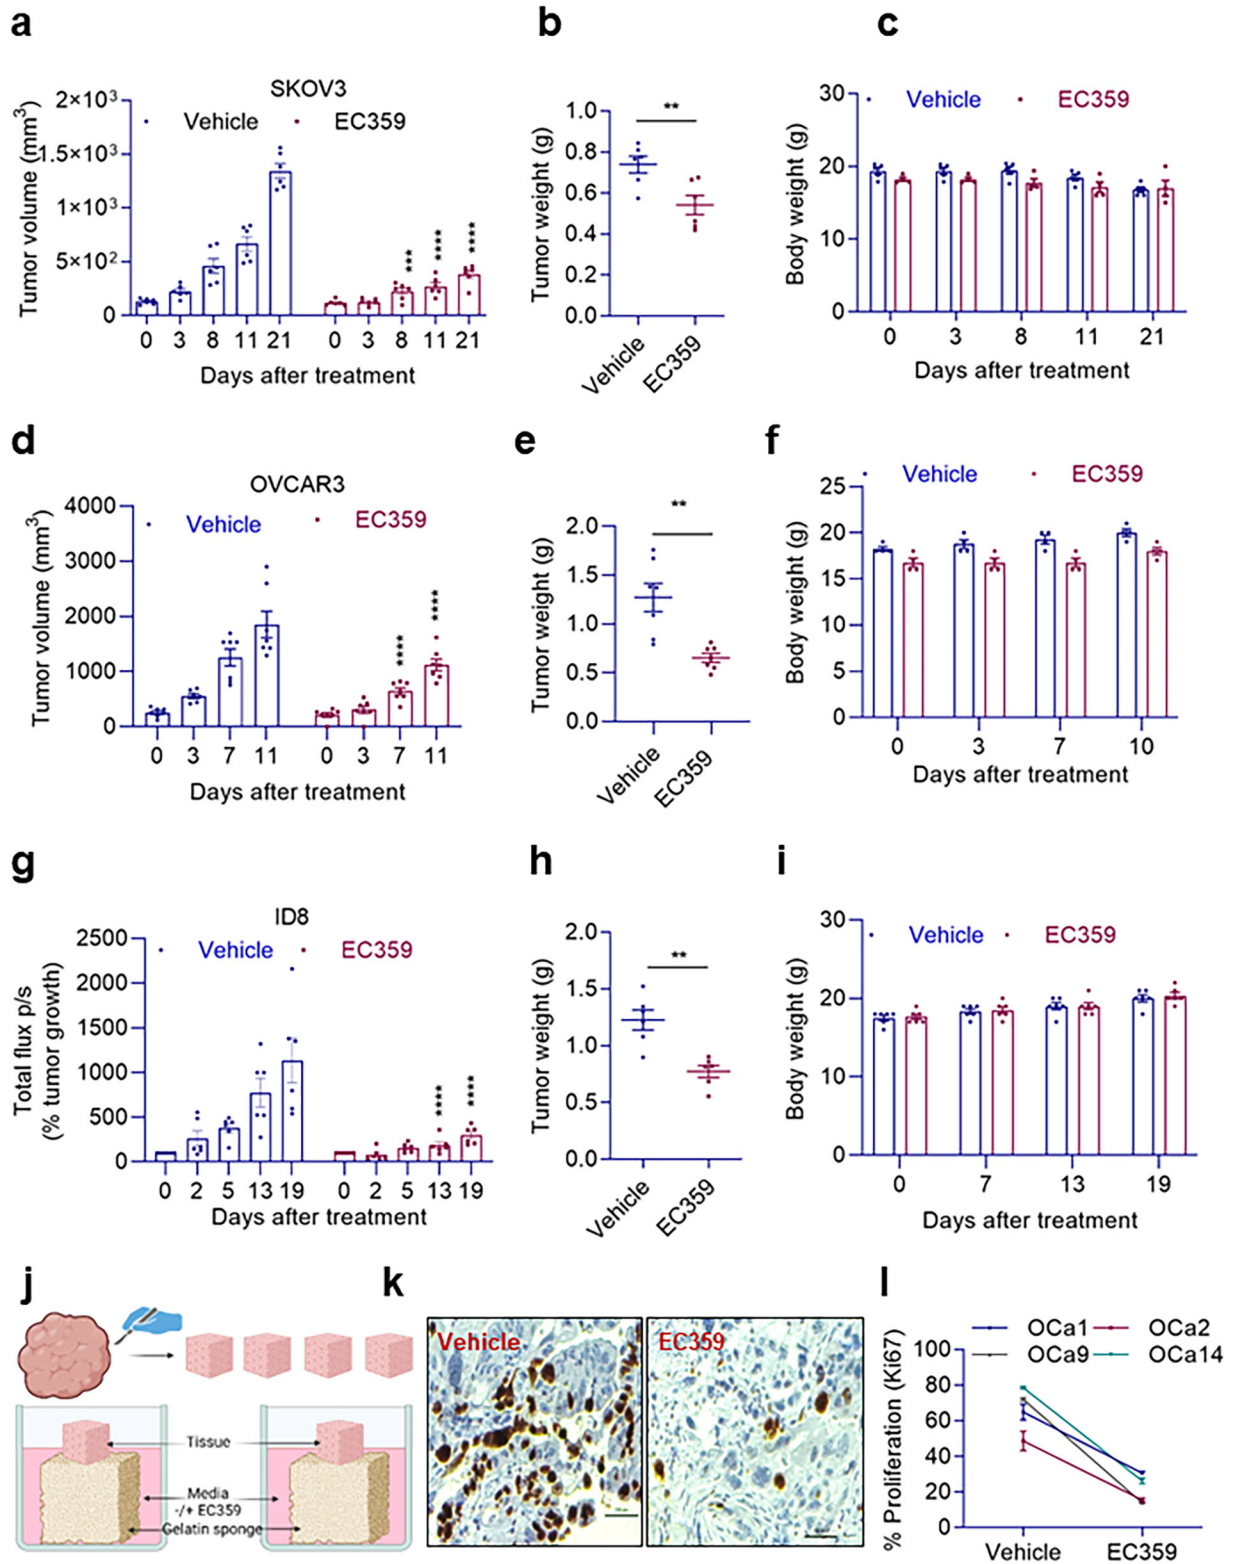 a
SKOV3
Vehicle EC359
Tumor volume (mm³)
2×10³
1.5×10³
1×10³
5×10²
0
*** **** ****
0 3 8 11 21 0 3 8 11 21
Days after treatment
b
**
Tumor weight (g)
1.0
0.8
0.6
0.4
0.2
0.0
Vehicle EC359
c
Vehicle EC359
Body weight (g)
30
20
10
0
0 3 8 11 21
Days after treatment
d
OVCAR3
Vehicle EC359
Tumor volume (mm³)
4000
3000
2000
1000
0
**** ****
0 3 7 11 0 3 7 11
Days after treatment
e
**
Tumor weight (g)
2.0
1.5
1.0
0.5
0.0
Vehicle EC359
f
Vehicle EC359
Body weight (g)
25
20
15
10
5
0
0 3 7 10
Days after treatment
g
ID8
Vehicle EC359
Total flux p/s
(% tumor growth)
2500
2000
1500
1000
500
0
**** ****
0 2 5 13 19 0 2 5 13 19
Days after treatment
h
**
Tumor weight (g)
2.0
1.5
1.0
0.5
0.0
Vehicle EC359
i
Vehicle EC359
Body weight (g)
30
20
10
0
0 7 13 19
Days after treatment
j
Tissue
Media
-/+ EC359
Gelatin sponge
k
Vehicle
EC359
l
OCa1 OCa2
OCa9 OCa14
% Proliferation (Ki67)
100
80
60
40
20
0
Vehicle EC359